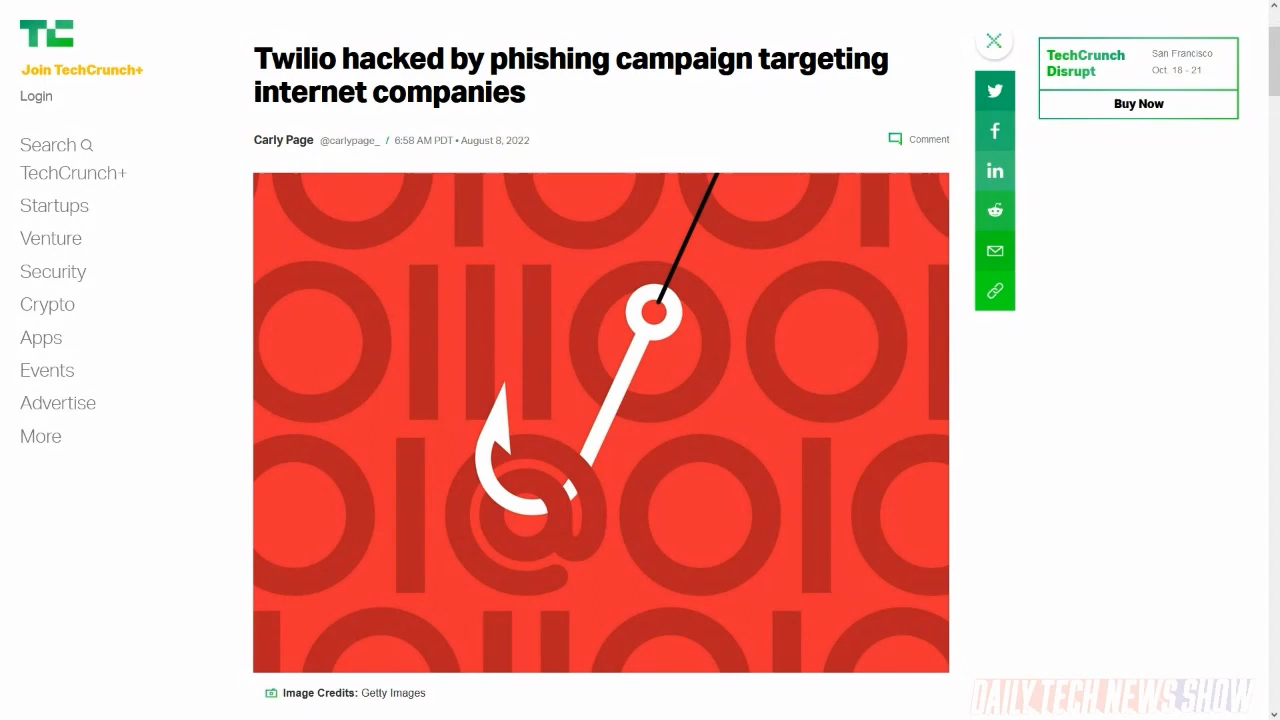 TC
Join TechCrunch+
Login
Search
TechCrunch+
Startups
Venture
Security
Crypto
Apps
Events
Advertise
More
Twilio hacked by phishing campaign targeting
internet companies
Carly Page @carlypage_ / 6:58 AM PDT • August 8, 2022
Comment
@
Image Credits: Getty Images
TechCrunch
Disrupt
San Francisco
Oct. 18 - 21
Buy Now
DAILY TECH NEWS SHOW